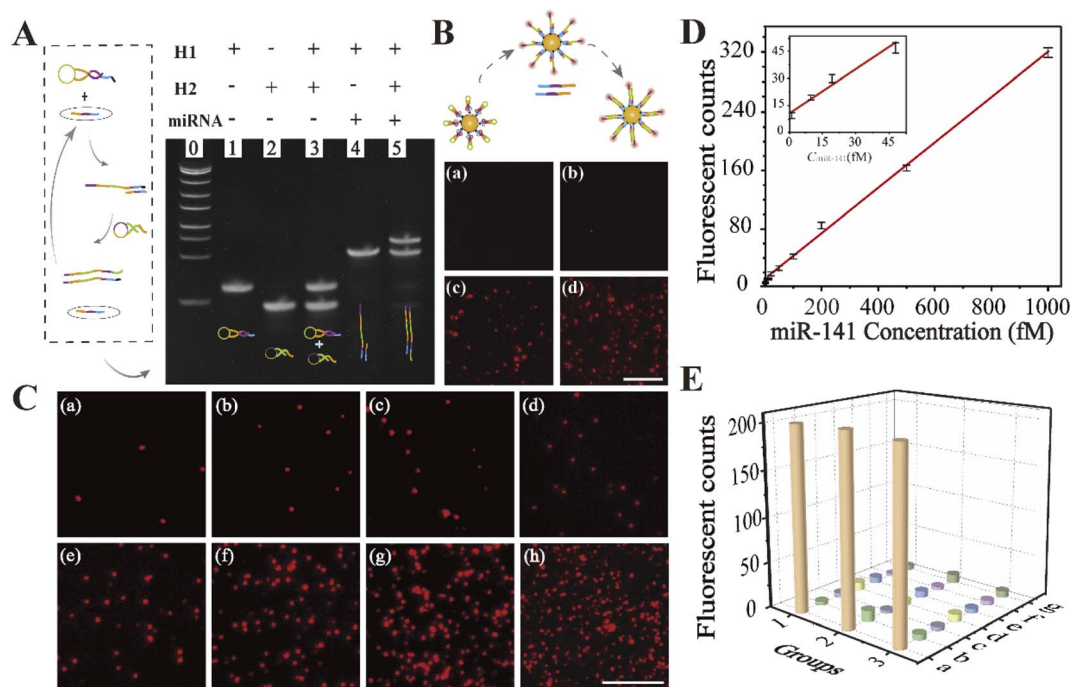 A
H1 + - + + +
H2 - + + - +
miRNA - - - + +
0 1 2 3 4 5
+
+
B
(a) (b)
(c) (d)
C
(a) (b) (c) (d)
(e) (f) (g) (h)
D
Fluorescent counts
320
240
160
80
0
0 200 400 600 800 1000
miR-141 Concentration (fM)
45
30
15
0
0 15 30 45
CmiR-141(fM)
E
Fluorescent counts
200
150
100
50
0
1 2 3
Groups
a b c d e f g